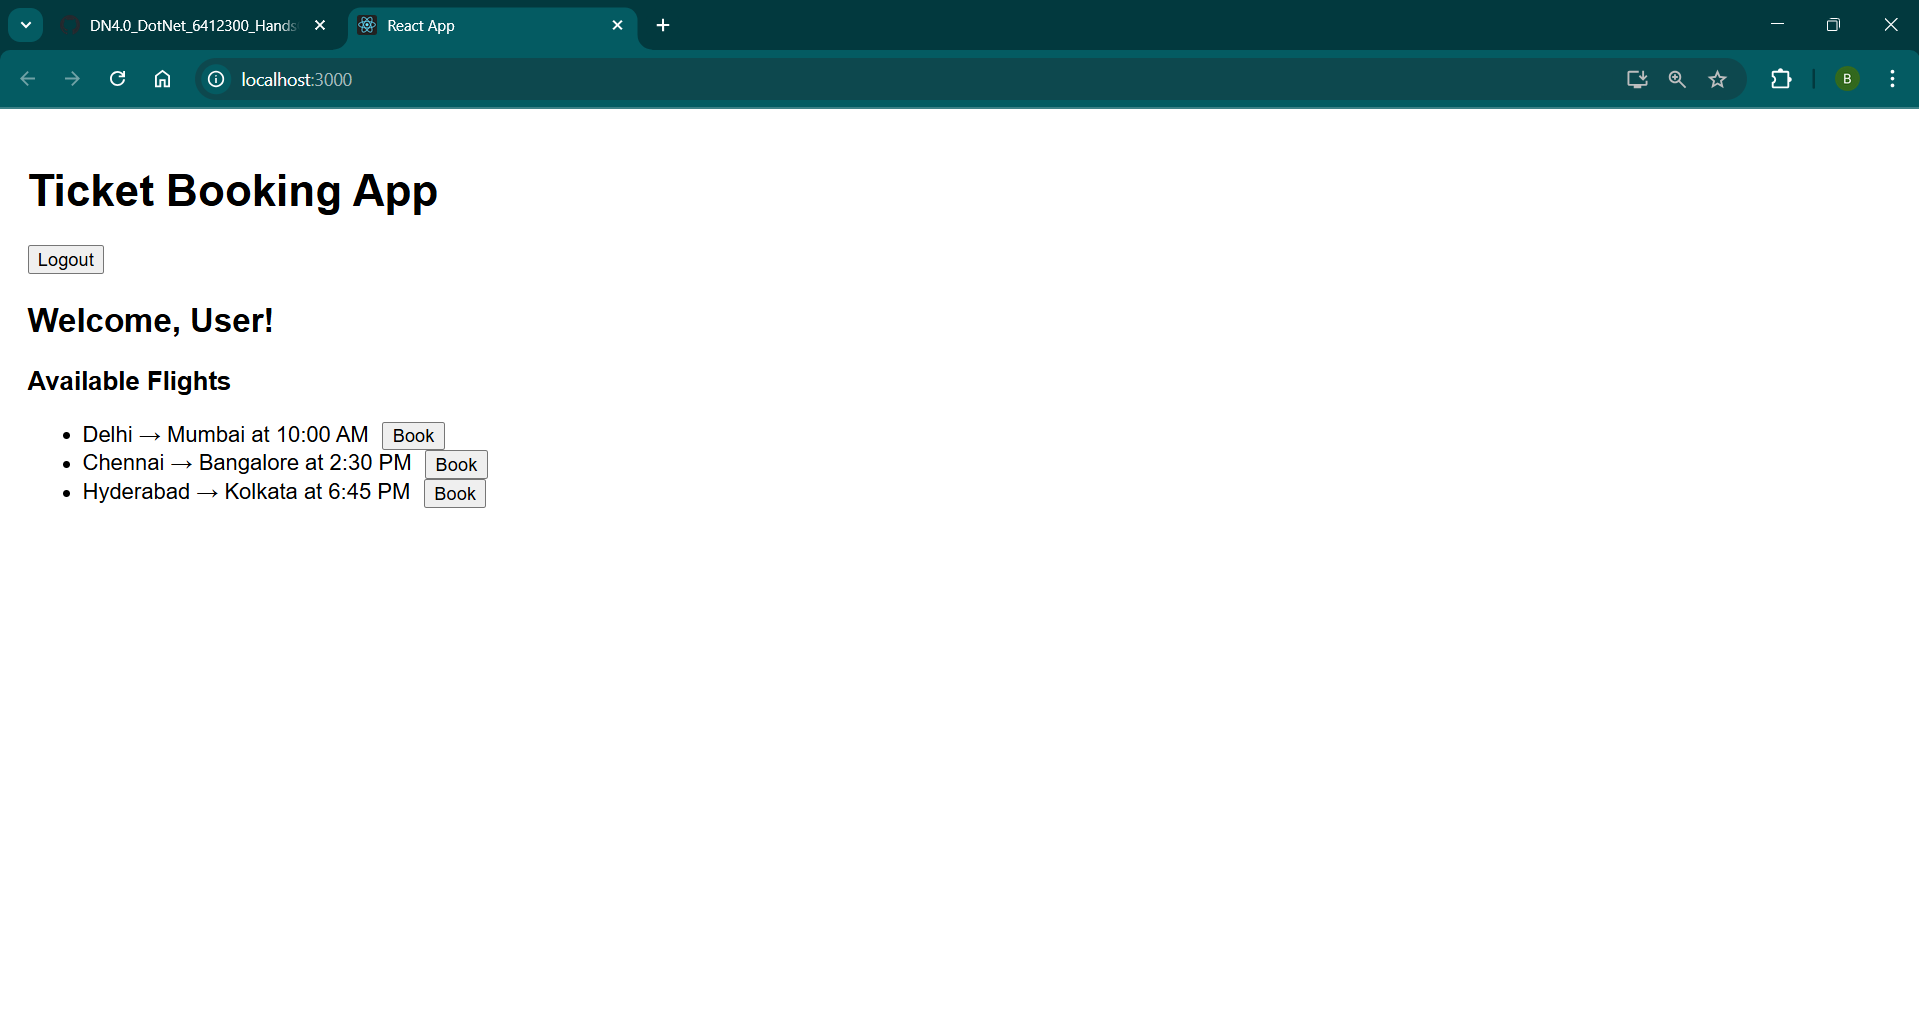 DN4.0_DotNet_6412300_Hands
React App
localhost:3000
B
Ticket Booking App
Logout
Welcome, User!
Available Flights
• Delhi → Mumbai at 10:00 AM Book
• Chennai → Bangalore at 2:30 PM Book
• Hyderabad → Kolkata at 6:45 PM Book